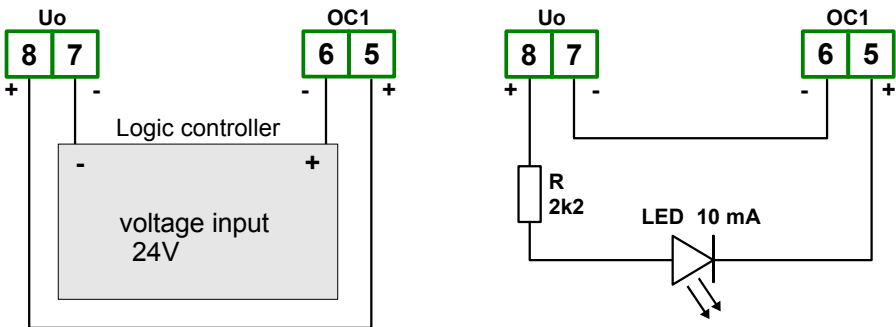 Uo OC1
8 7 6 5
+ - - +
Logic controller
- +
voltage input
24V
Uo OC1
8 7 6 5
+ - - +
R
2k2
LED 10 mA